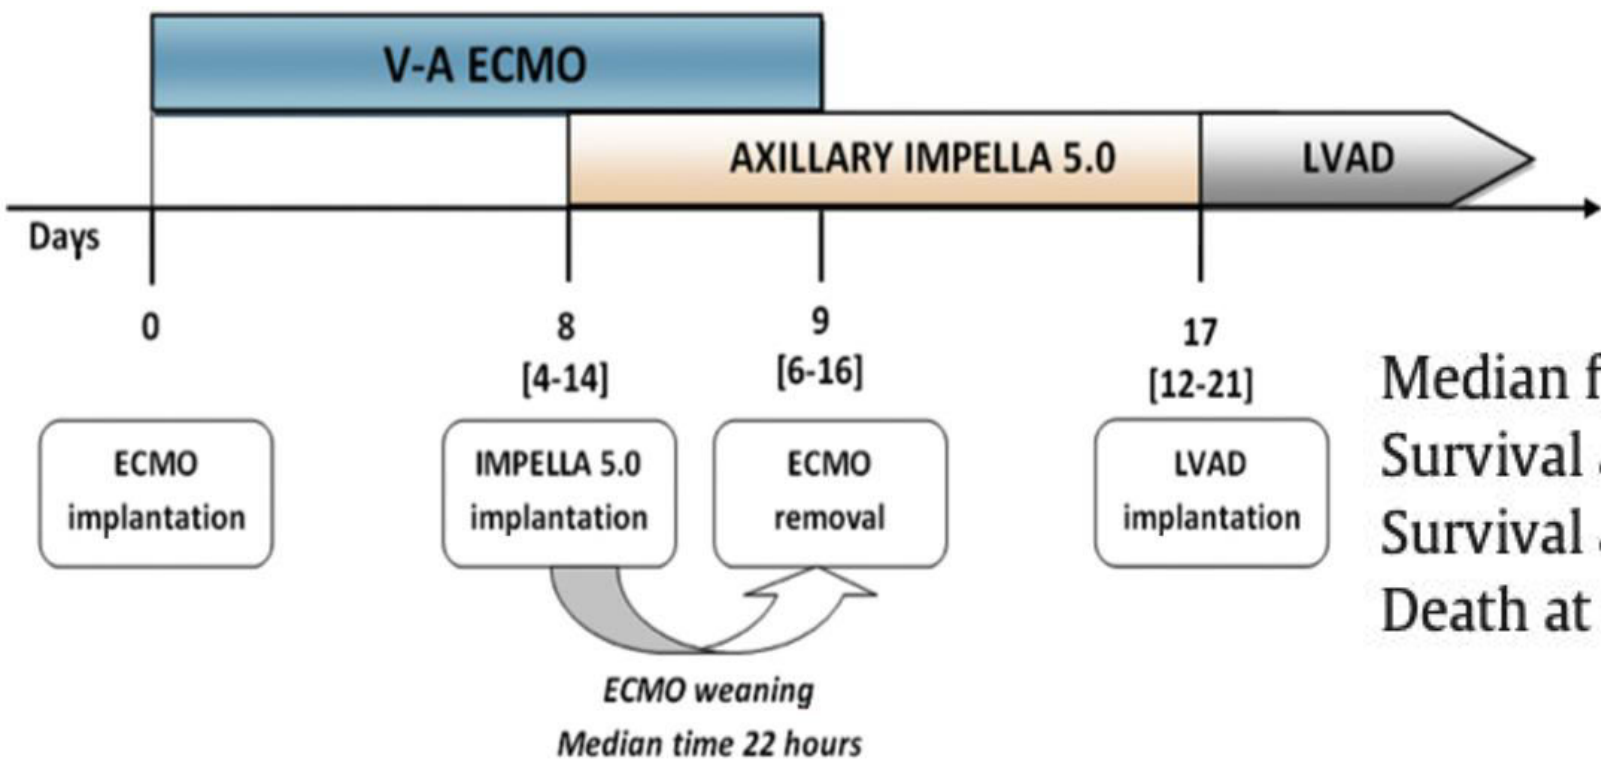 V-A ECMO
AXILLARY IMPELLA 5.0
LVAD
Days
0
8
[4-14]
9
[6-16]
17
[12-21]
ECMO
implantation
IMPELLA 5.0
implantation
ECMO
removal
LVAD
implantation
ECMO weaning
Median time 22 hours
Median
Survival
Survival
Death at